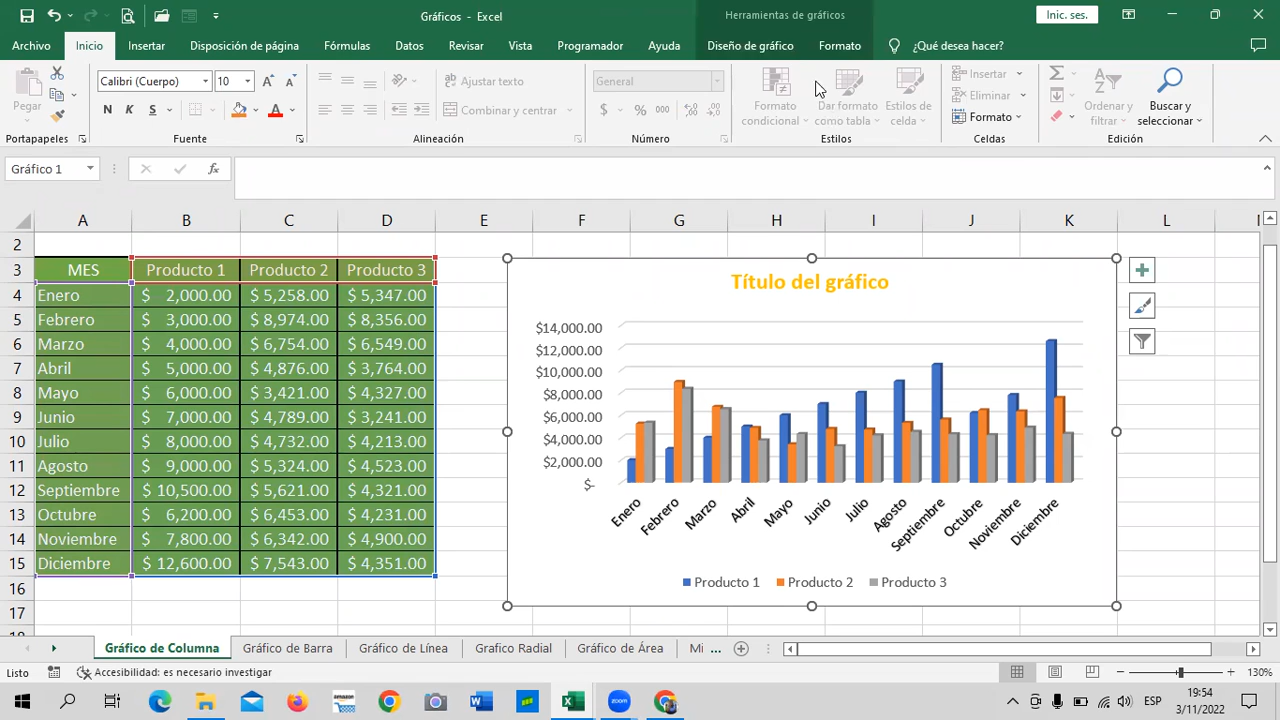 Gráficos - Excel
Herramientas de gráficos
Inic. ses.
Archivo Inicio Insertar Disposición de página Fórmulas Datos Revisar Vista Programador Ayuda Diseño de gráfico Formato ¿Qué desea hacer?
Pegar
Calibri (Cuerpo) 10
N K S
Ajustar texto
Combinar y centrar
General
$ % 000
Formato condicional
Dar formato como tabla
Estilos de celda
Insertar
Eliminar
Formato
Ordenar y filtrar
Buscar y seleccionar
Portapapeles Fuente Alineación Número Estilos Celdas Edición
Gráfico 1
fx
A B C D E F G H I J K L
2
3 MES Producto 1 Producto 2 Producto 3
4 Enero $ 2,000.00 $ 5,258.00 $ 5,347.00
5 Febrero $ 3,000.00 $ 8,974.00 $ 8,356.00
6 Marzo $ 4,000.00 $ 6,754.00 $ 6,549.00
7 Abril $ 5,000.00 $ 4,876.00 $ 3,764.00
8 Mayo $ 6,000.00 $ 3,421.00 $ 4,327.00
9 Junio $ 7,000.00 $ 4,789.00 $ 3,241.00
10 Julio $ 8,000.00 $ 4,732.00 $ 4,213.00
11 Agosto $ 9,000.00 $ 5,324.00 $ 4,523.00
12 Septiembre $ 10,500.00 $ 5,621.00 $ 4,321.00
13 Octubre $ 6,200.00 $ 6,453.00 $ 4,231.00
14 Noviembre $ 7,800.00 $ 6,342.00 $ 4,900.00
15 Diciembre $ 12,600.00 $ 7,543.00 $ 4,351.00
16
17
Título del gráfico
$14,000.00
$12,000.00
$10,000.00
$8,000.00
$6,000.00
$4,000.00
$2,000.00
$-
Enero Febrero Marzo Abril Mayo Junio Julio Agosto Septiembre Octubre Noviembre Diciembre
Producto 1 Producto 2 Producto 3
Gráfico de Columna Gráfico de Barra Gráfico de Línea Grafico Radial Gráfico de Área Mi ...
Listo Accesibilidad: es necesario investigar 130%
amazon
zoom
ESP
19:54
3/11/2022